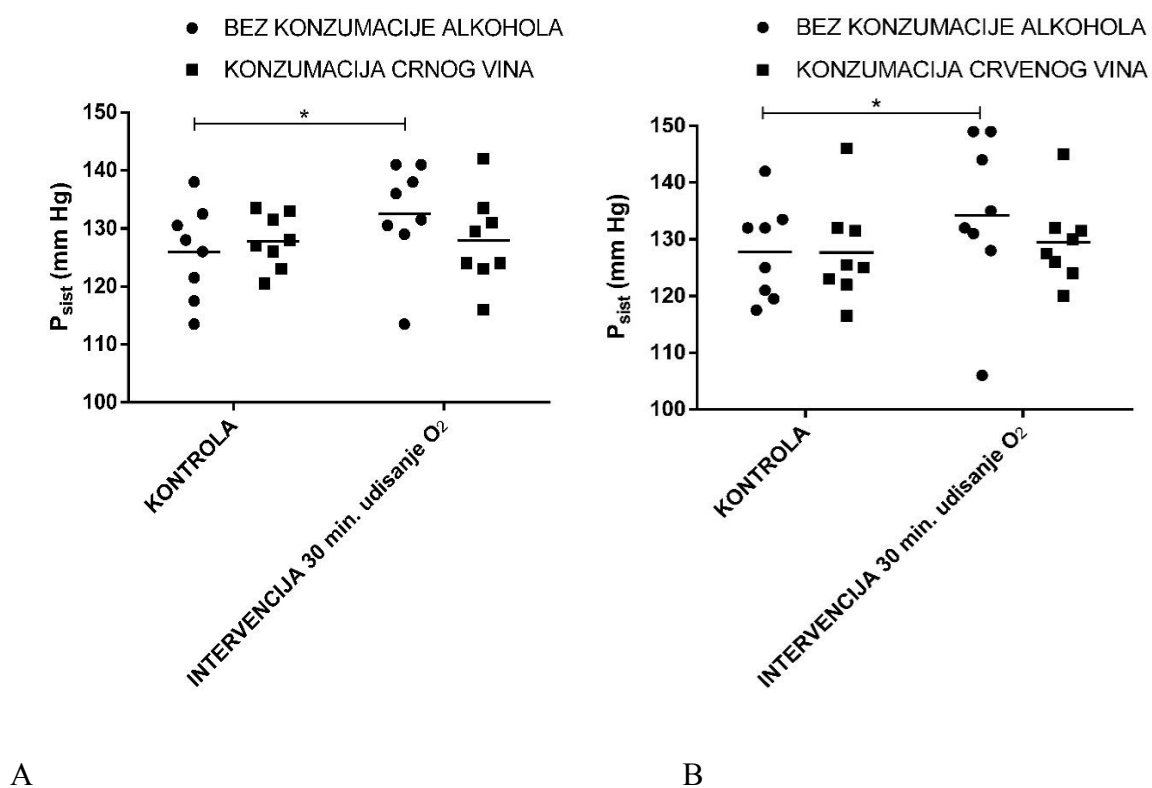 BEZ KONZUMACIJE ALKOHOLA
KONZUMACIJA CRNOG VINA
150
140
130
120
110
100
P_sist (mm Hg)
*
KONTROLA
INTERVENCIJA 30 min. udisanje O2
A
BEZ KONZUMACIJE ALKOHOLA
KONZUMACIJA CRVENOG VINA
150
140
130
120
110
100
P_sist (mm Hg)
*
KONTROLA
INTERVENCIJA 30 min. udisanje O2
B